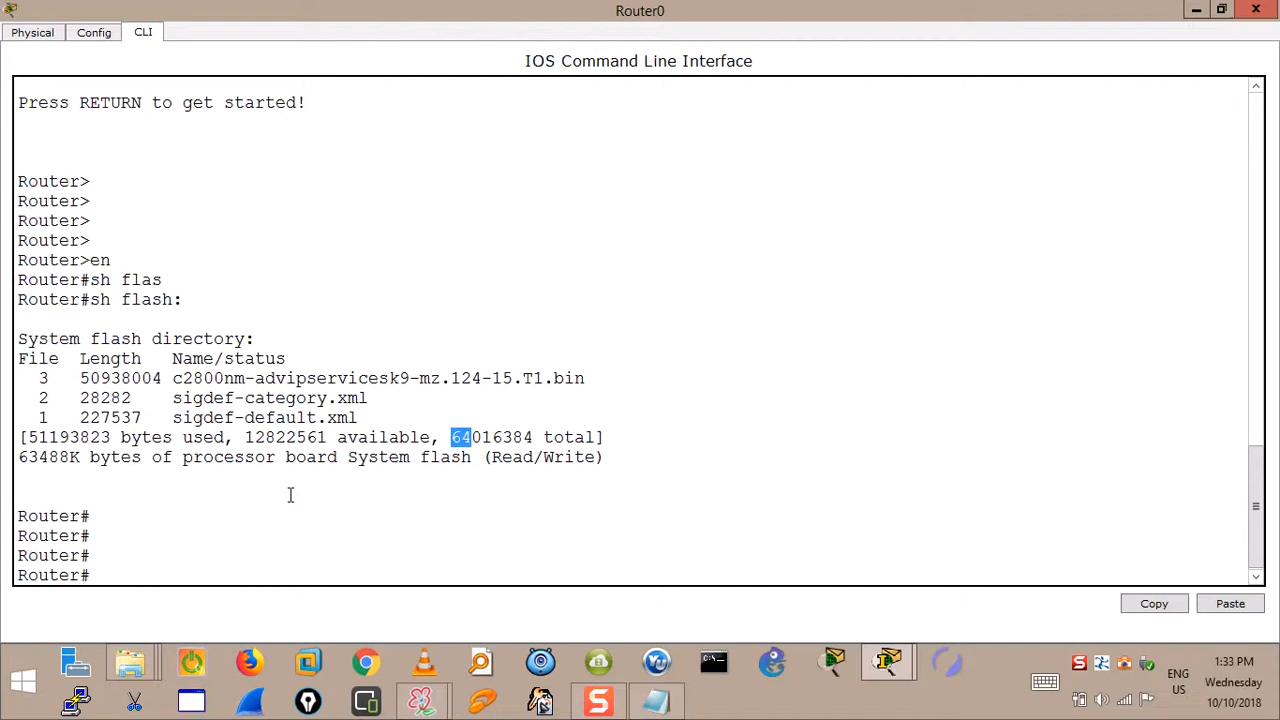 Router0
Physical Config CLI
IOS Command Line Interface
Press RETURN to get started!
Router>
Router>
Router>
Router>
Router>en
Router#sh flas
Router#sh flash:
System flash directory:
File Length Name/status
3 50938004 c2800nm-advipservicesk9-mz.124-15.T1.bin
2 28282 sigdef-category.xml
1 227537 sigdef-default.xml
[51193823 bytes used, 12822561 available, 64016384 total]
63488K bytes of processor board System flash (Read/Write)
Router#
Router#
Router#
Router#
Copy Paste
1:33 PM
ENG Wednesday
US 10/10/2018